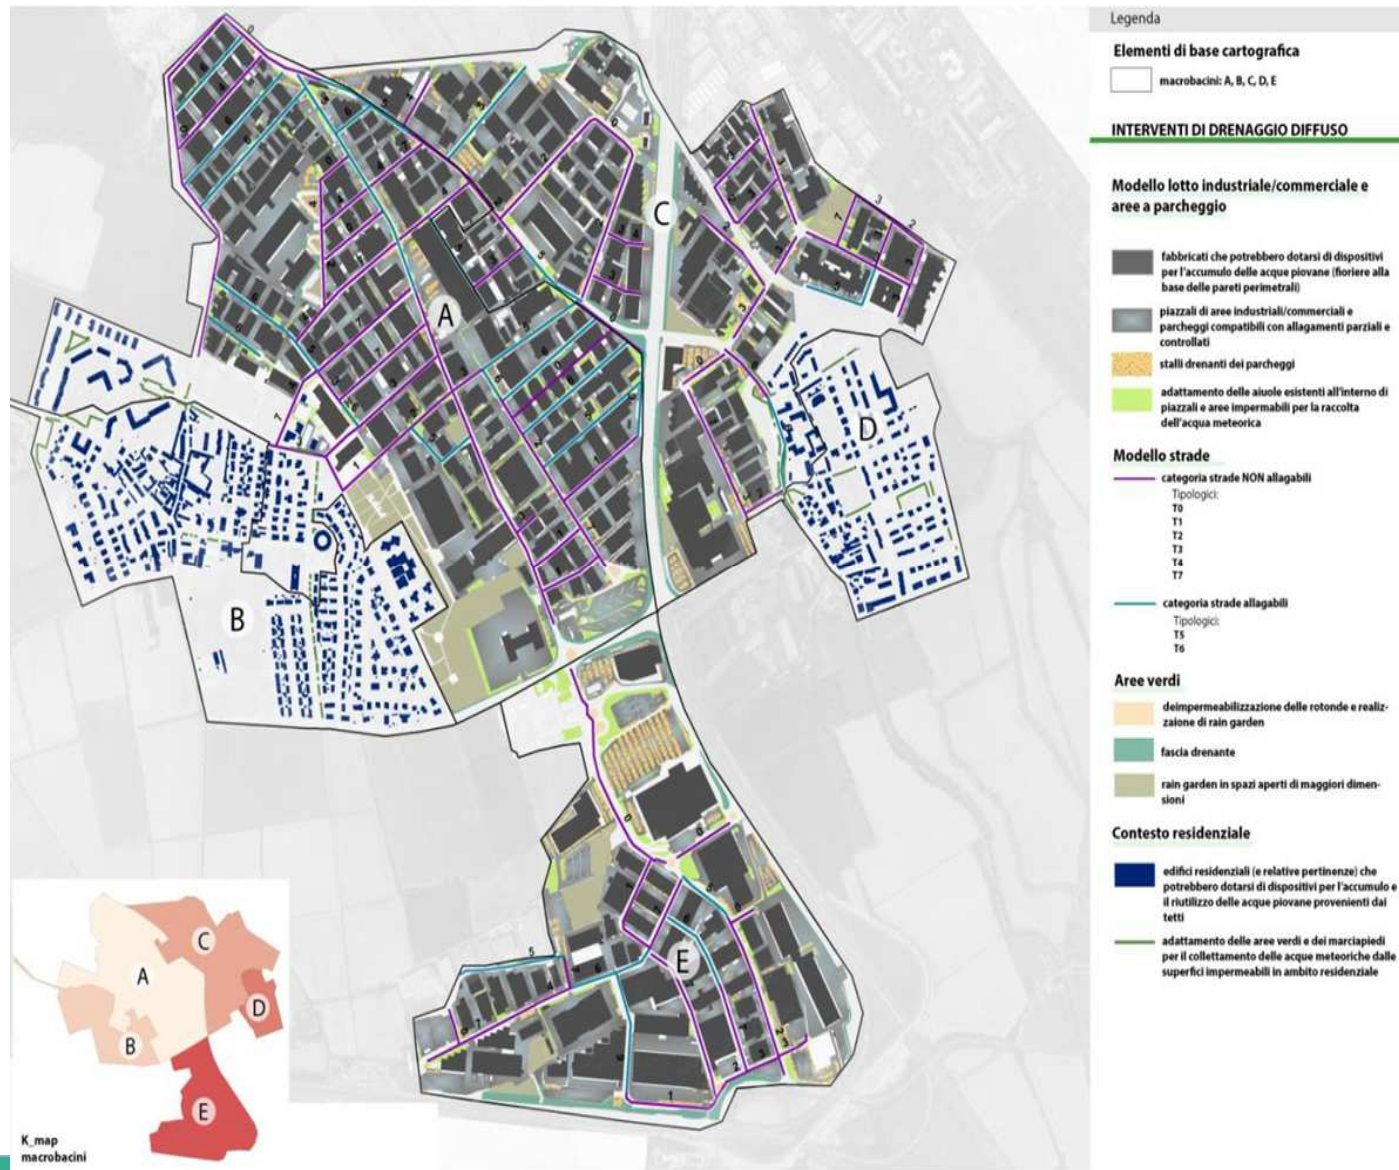 Legenda
Elementi di base cartografica
macrobacini: A, B, C, D, E
INTERVENTI DI DRENAGGIO DIFFUSO
Modello lotto industriale/commerciale e
aree a parcheggio
fabbricati che potrebbero dotarsi di dispositivi
per l'accumulo delle acque piovane (fioriere alla
base delle pareti perimetrali)
piazzali di aree industriali/commerciali e
parcheggi compatibili con allagamenti parziali e
controllati
stalli drenanti dei parcheggi
adattamento delle aiuole esistenti all'interno di
piazzali e aree impermabili per la raccolta
dell'acqua meteorica
Modello strade
categoria strade NON allagabili
Tipologici:
T0
T1
T2
T3
T4
T7
categoria strade allagabili
Tipologici:
T5
T6
Aree verdi
deimpermeabilizzazione delle rotonde e realiz-
zaione di rain garden
fascia drenante
rain garden in spazi aperti di maggiori dimen-
sioni
Contesto residenziale
edifici residenziali (e relative pertinenze) che
potrebbero dotarsi di dispositivi per l'accumulo e
il riutilizzo delle acque piovane provenienti dai
tetti
adattamento delle aree verdi e dei marciapiedi
per il collettamento delle acque meteoriche dalle
superfici impermeabili in ambito residenziale
C
A
D
B
E
C
A
D
B
E
K_map
macrobacini